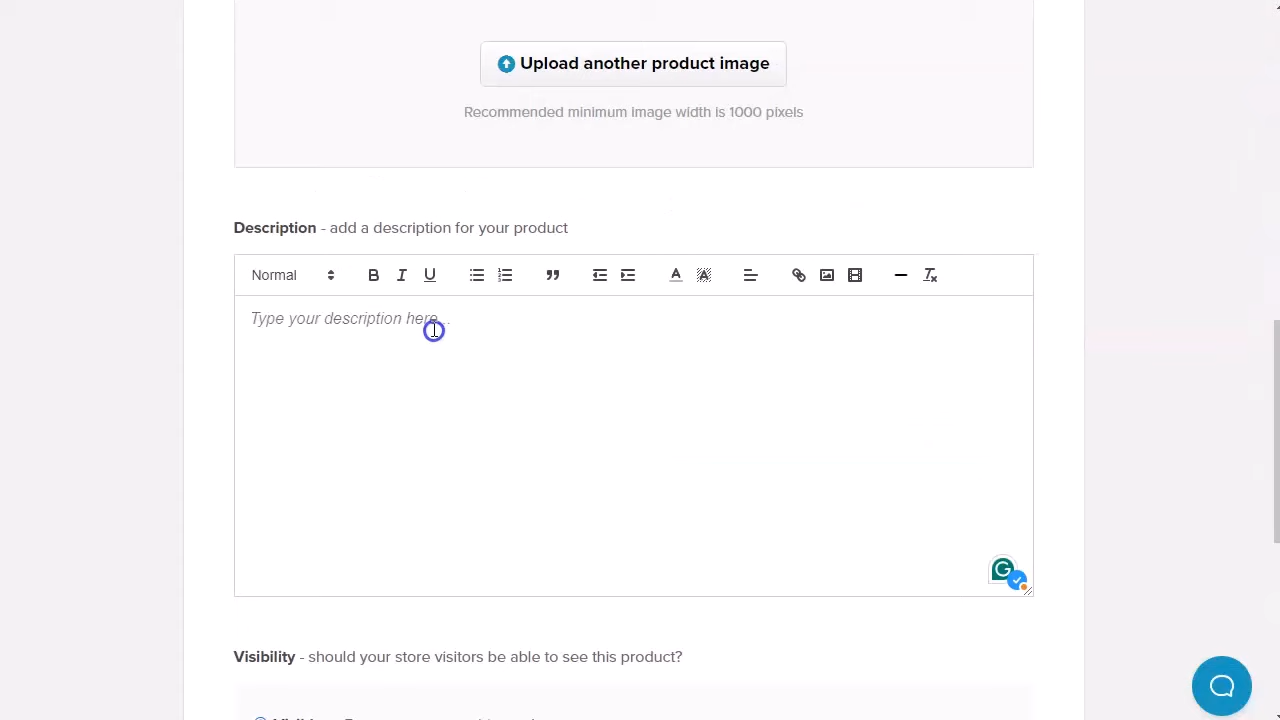 Upload another product image
Recommended minimum image width is 1000 pixels
Description - add a description for your product
Normal
Type your description here...
Visibility - should your store visitors be able to see this product?